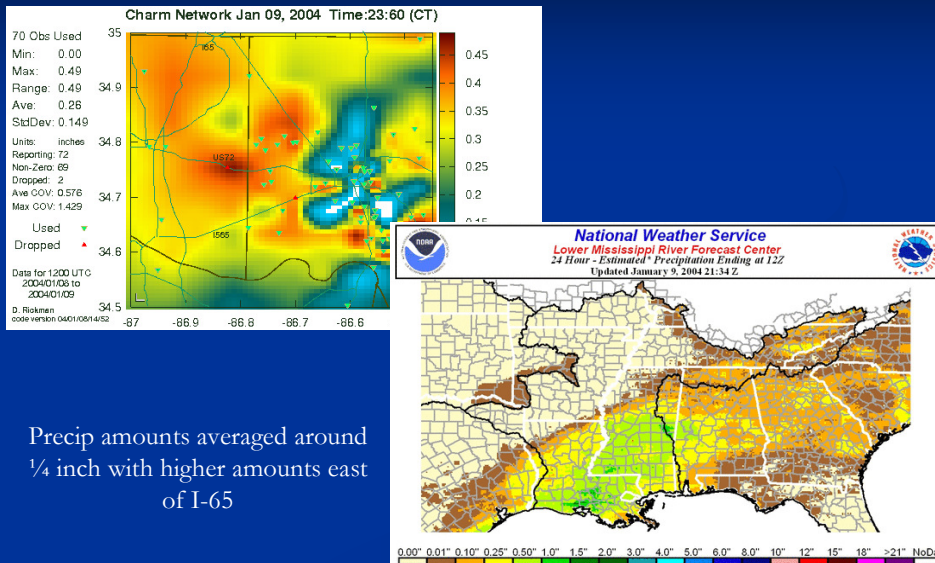 Charm Network Jan 09, 2004 Time:23:60 (CT)
70 Obs Used
Min: 0.00
Max: 0.49
Range: 0.49
Ave: 0.26
StdDev: 0.149
Units: inches
Reporting: 72
Non-Zero: 69
Dropped: 2
Ave COV: 0.576
Max COV: 1.429
Used
Dropped
Data for 1200 UTC
2004/01/08 to
2004/01/09
D. Rickman
code version 04/01/08/14/52
35
34.9
34.8
34.7
34.6
34.5
-87
-86.9
-86.8
-86.7
-86.6
I65
US72
I565
0.45
0.4
0.35
0.3
0.25
0.2
0.15
National Weather Service
Lower Mississippi River Forecast Center
24 Hour - Estimated* Precipitation Ending at 12Z
Updated January 9, 2004 21:34 Z
NOAA
0.00" 0.01" 0.10" 0.25" 0.50" 1.0" 1.5" 2.0" 3.0" 4.0" 5.0" 6.0" 8.0" 10" 12" 15" 18" >21" NoDa
Precip amounts averaged around
¼ inch with higher amounts east
of I-65